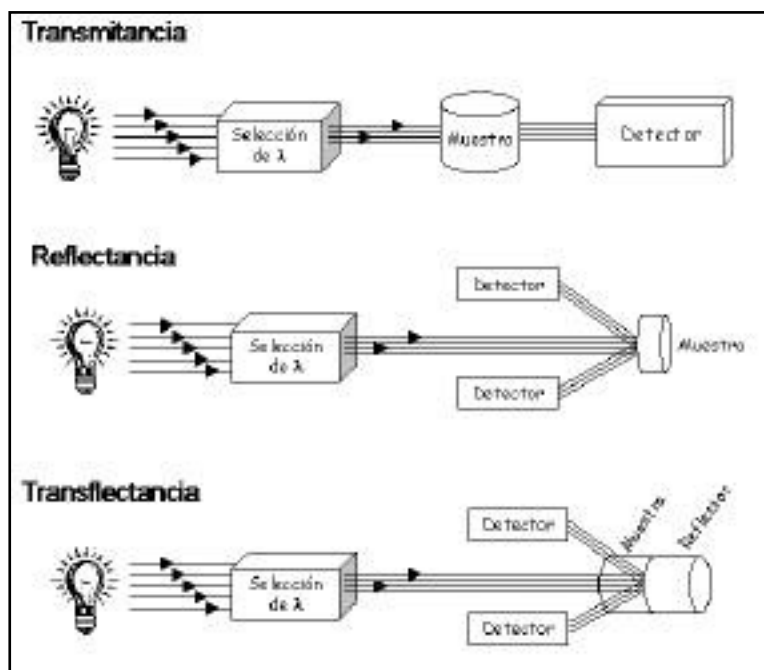 Transmitancia
Selección
de λ
Muestra
Detector
Reflectancia
Detector
Selección
de λ
Muestra
Detector
Transflectancia
Detector
Muestra
Reflector
Selección
de λ
Detector